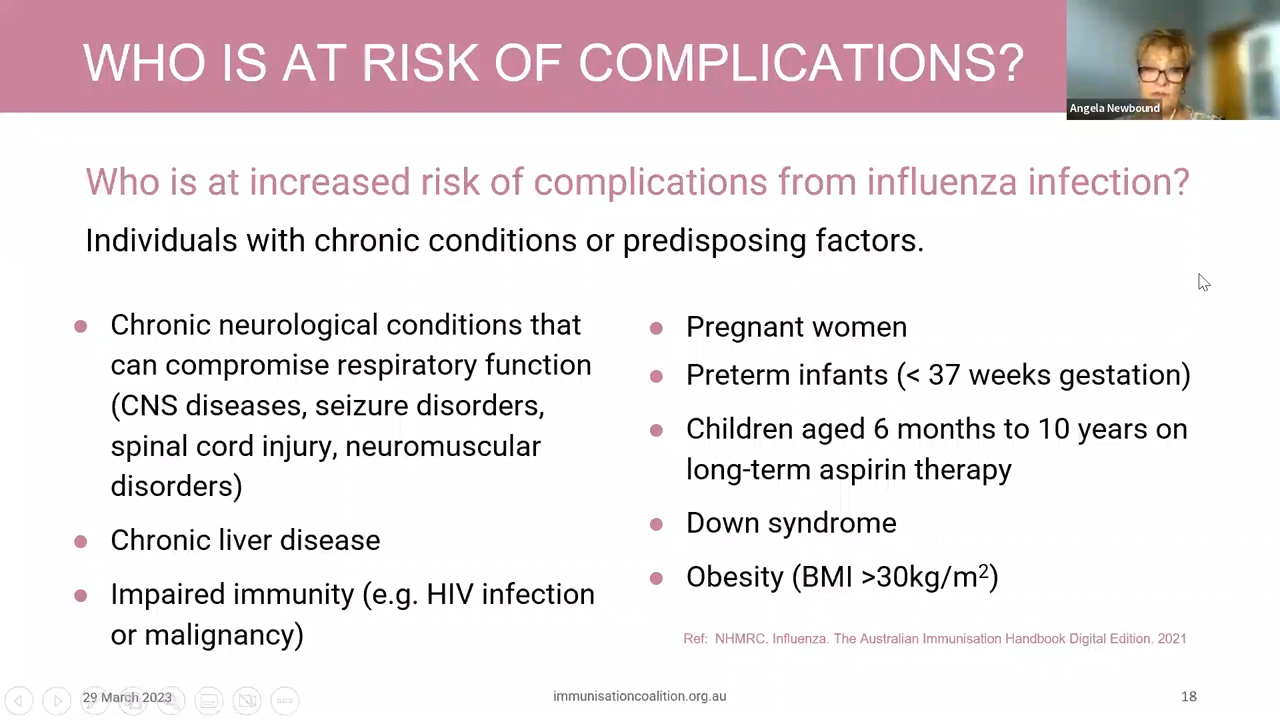 WHO IS AT RISK OF COMPLICATIONS?
Angela Newbound
Who is at increased risk of complications from influenza infection?
Individuals with chronic conditions or predisposing factors.
● Chronic neurological conditions that
can compromise respiratory function
(CNS diseases, seizure disorders,
spinal cord injury, neuromuscular
disorders)
● Chronic liver disease
● Impaired immunity (e.g. HIV infection
or malignancy)
● Pregnant women
● Preterm infants (< 37 weeks gestation)
● Children aged 6 months to 10 years on
long-term aspirin therapy
● Down syndrome
● Obesity (BMI >30kg/m²)
Ref: NHMRC. Influenza. The Australian Immunisation Handbook Digital Edition. 2021
29 March 2023
immunisationcoalition.org.au
18